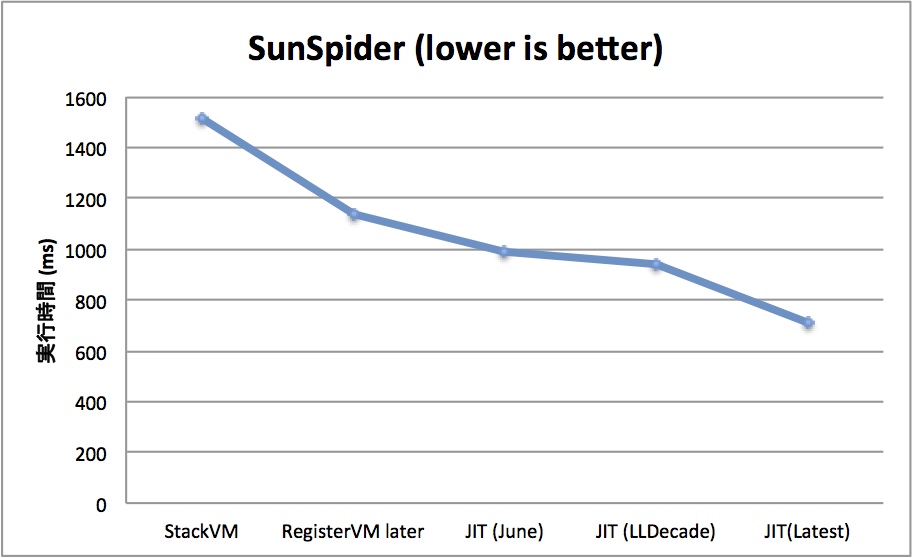 SunSpider (lower is better)
1600
1400
1200
1000
800
600
400
200
0
実行時間 (ms)
StackVM
RegisterVM later
JIT (June)
JIT (LLDecade)
JIT(Latest)